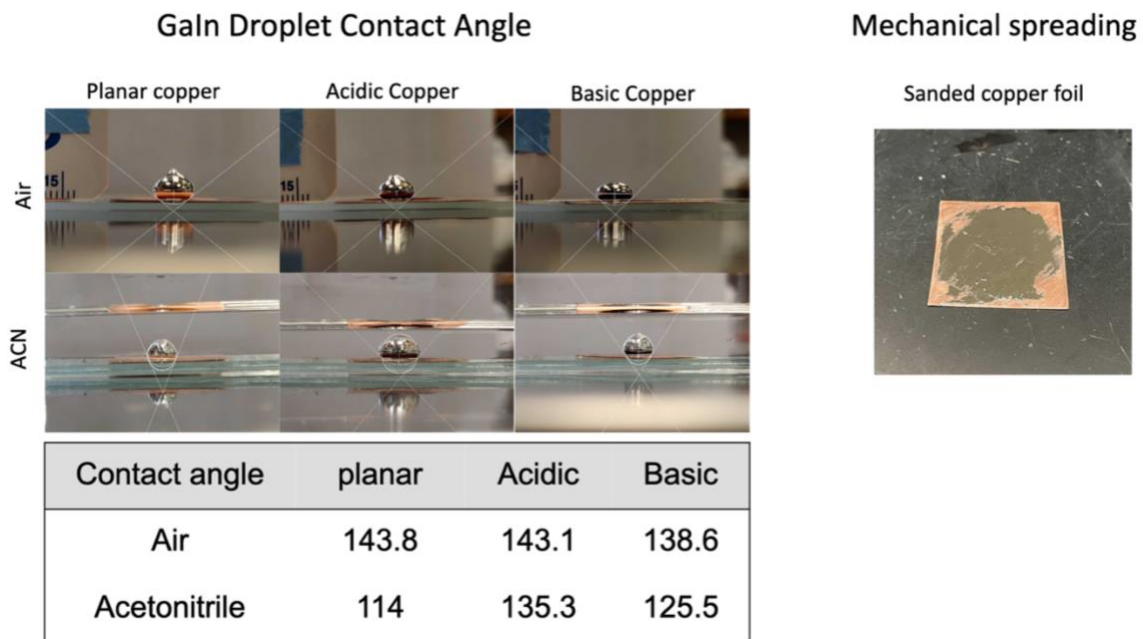 GaIn Droplet Contact Angle
Mechanical spreading
Planar copper
Acidic Copper
Basic Copper
Sanded copper foil
Air
15
15
ACN
Contact angle planar Acidic Basic
Air 143.8 143.1 138.6
Acetonitrile 114 135.3 125.5